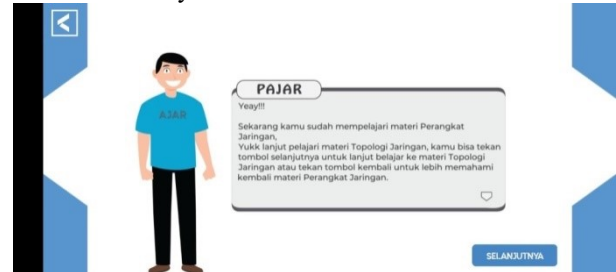 PAJAR
Yeay!!!
Sekarang kamu sudah mempelajari materi Perangkat
Jaringan,
Yukk lanjut pelajari materi Topologi Jaringan, kamu bisa tekan
tombol selanjutnya untuk lanjut belajar ke materi Topologi
Jaringan atau tekan tombol kembali untuk lebih memahami
kembali materi Perangkat Jaringan.
AJAR
SELANJUTNYA